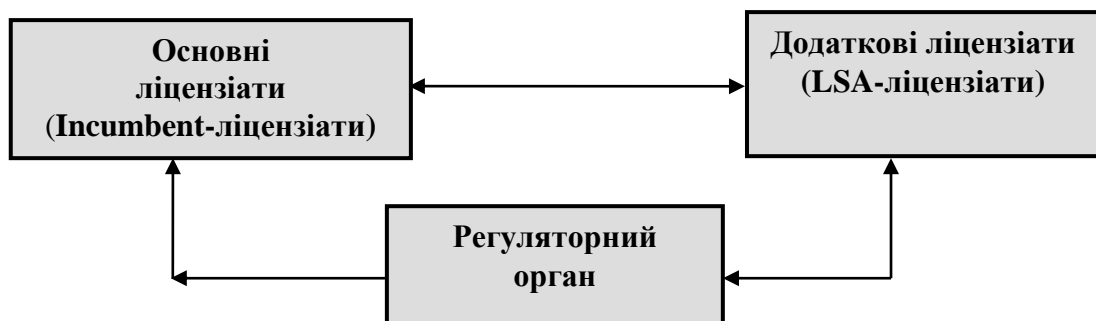 Основні
ліцензіати
(Incumbent-ліцензіати)
Додаткові ліцензіати
(LSA-ліцензіати)
Регуляторний
орган